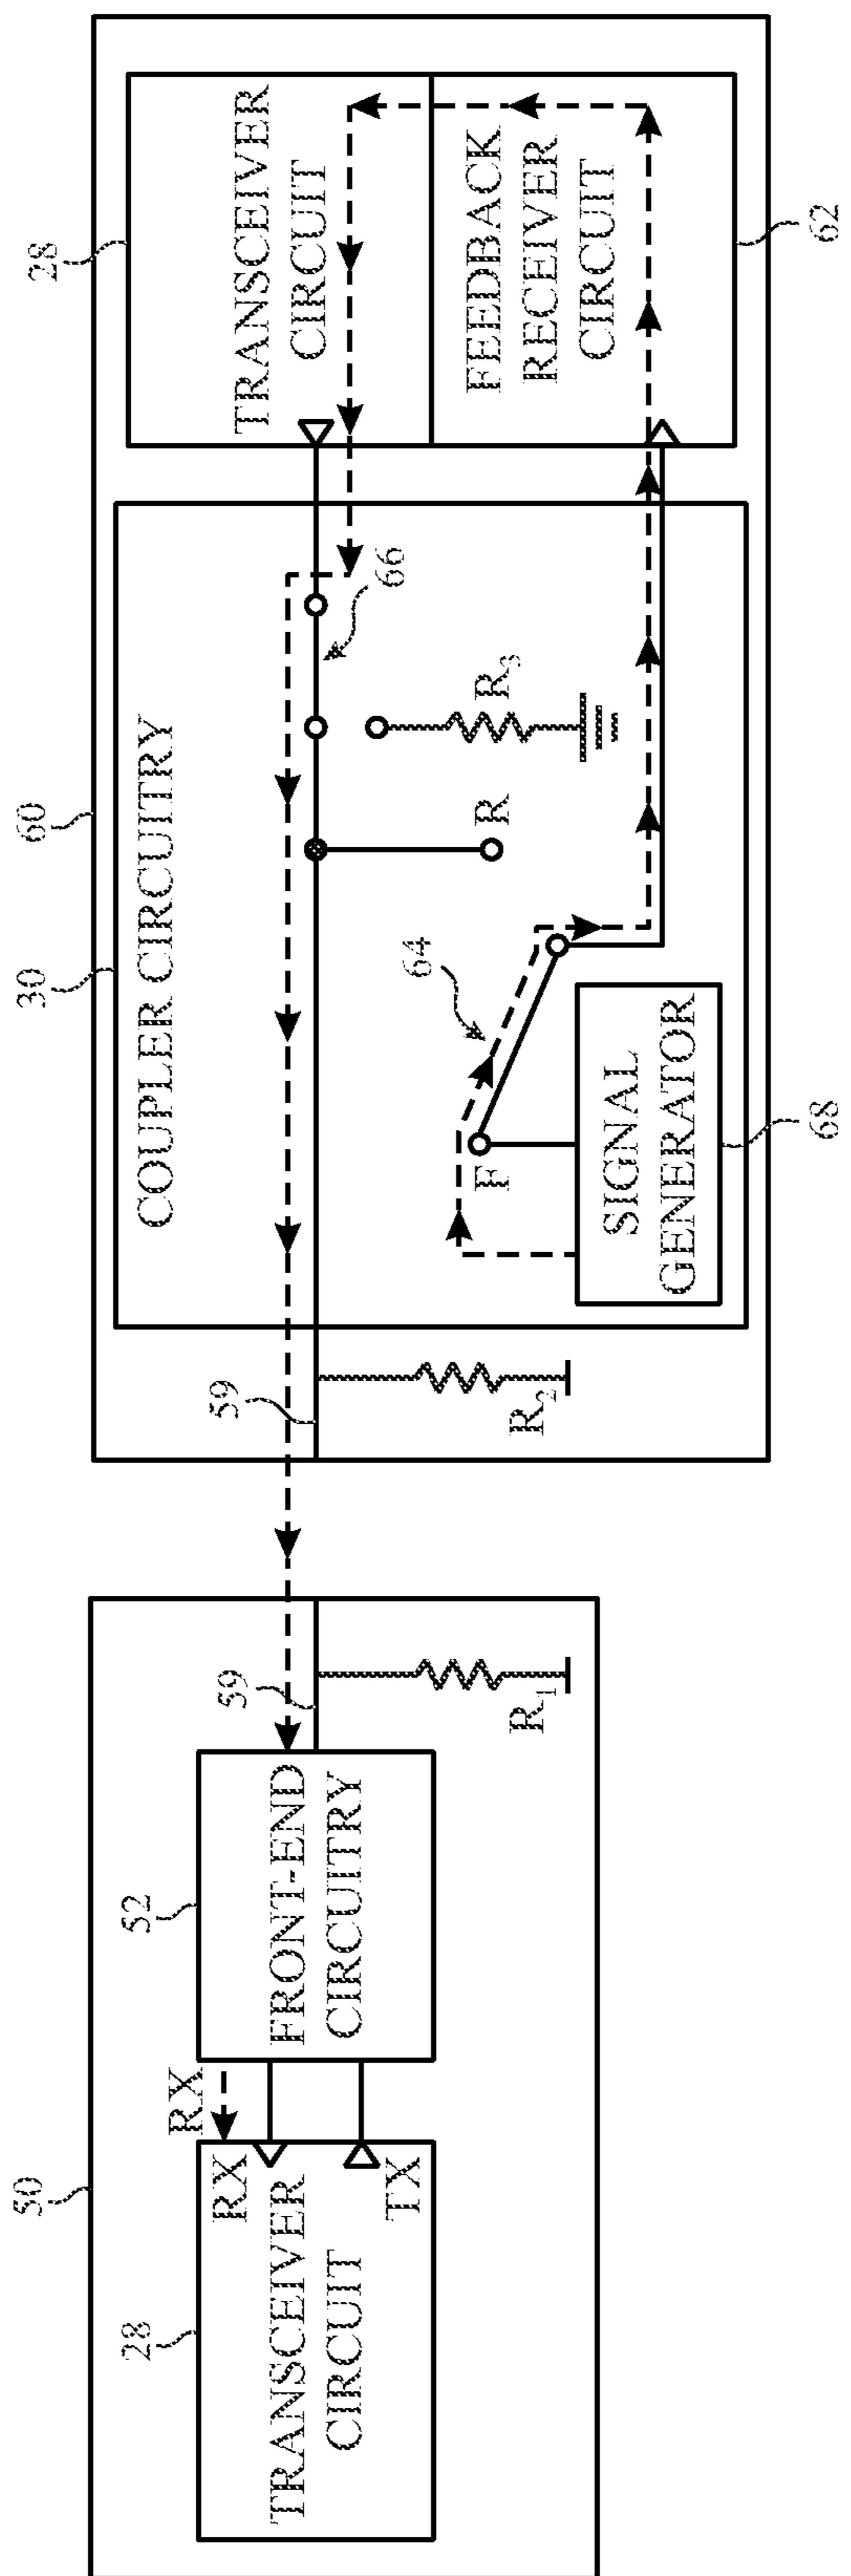 50
28
TRANSCEIVER
CIRCUIT
RX
TX
RX
52
FRONT-END
CIRCUITRY
59
R1
60
30
COUPLER CIRCUITRY
59
R2
F
64
SIGNAL
GENERATOR
68
R
R3
66
28
TRANSCEIVER
CIRCUIT
FEEDBACK
RECEIVER
CIRCUIT
62